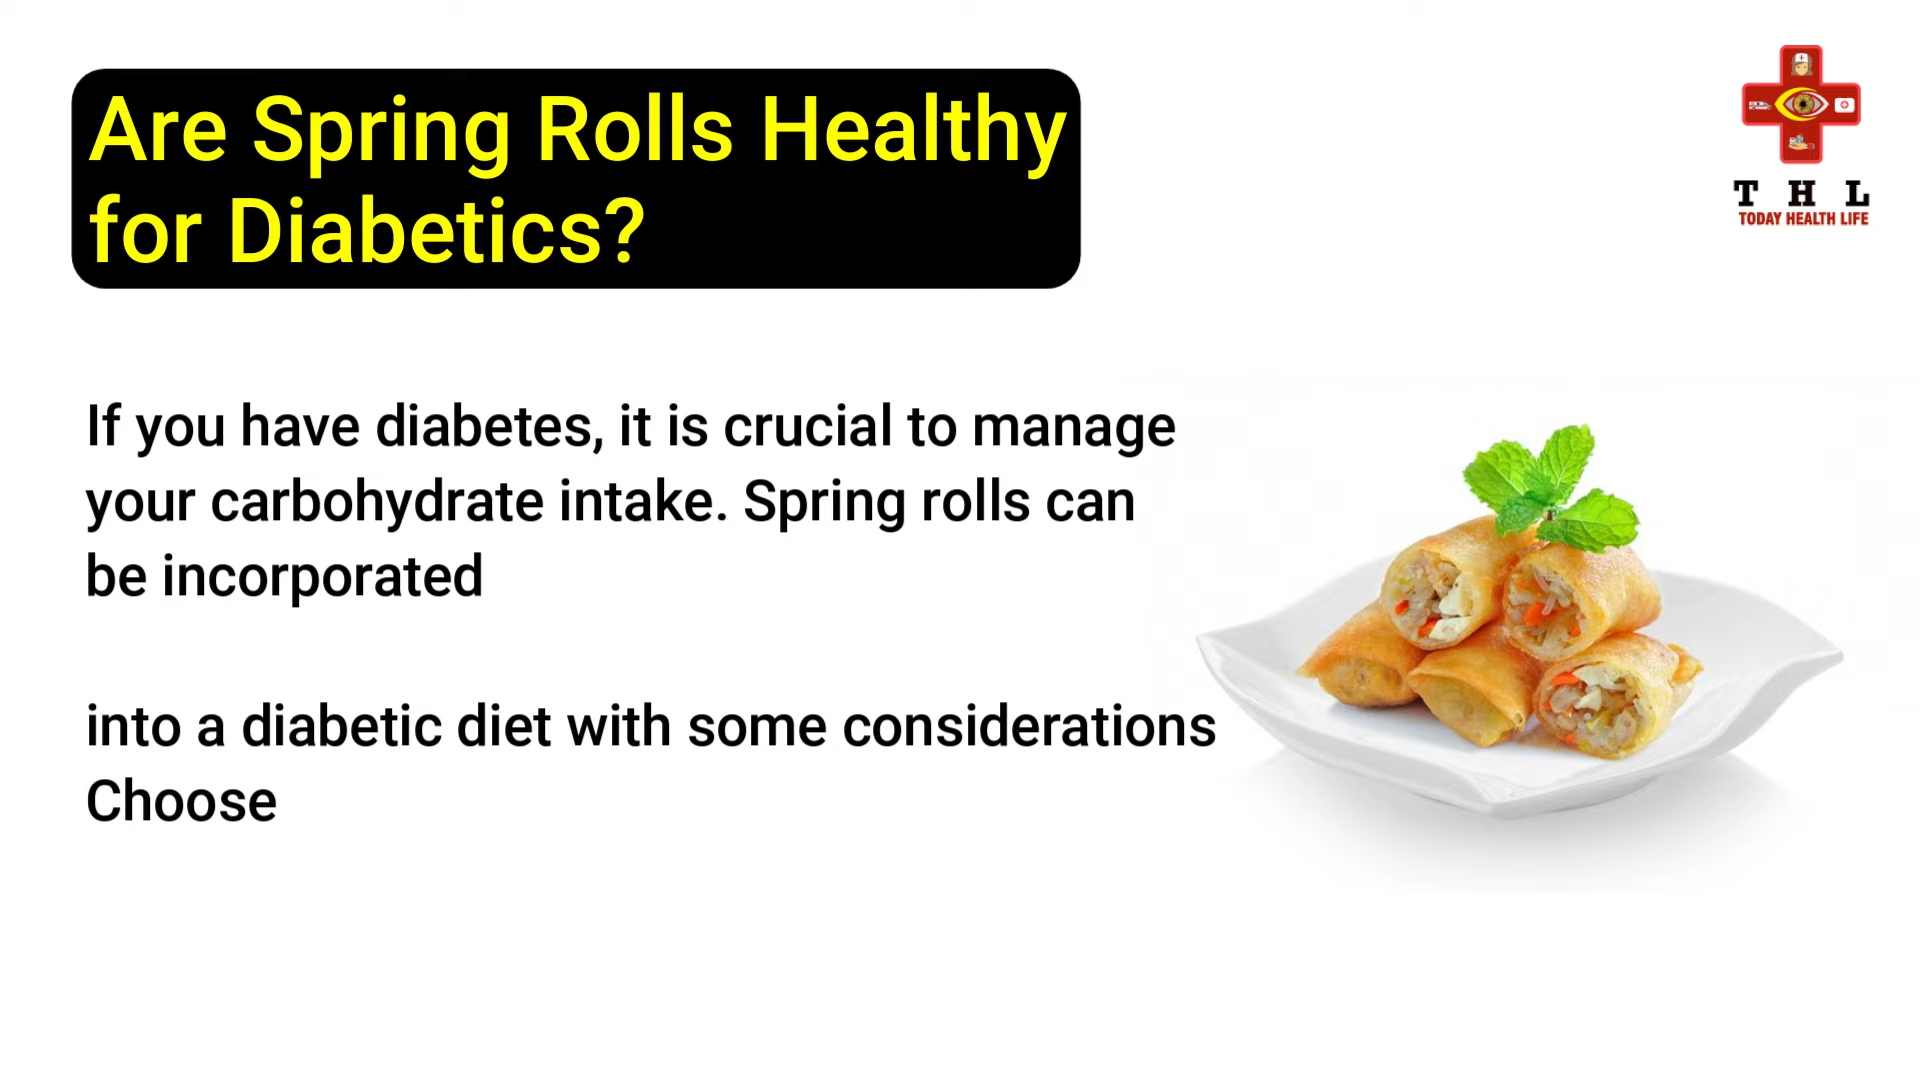 Are Spring Rolls Healthy
for Diabetics?
T H L
TODAY HEALTH LIFE
If you have diabetes, it is crucial to manage
your carbohydrate intake. Spring rolls can
be incorporated
into a diabetic diet with some considerations
Choose